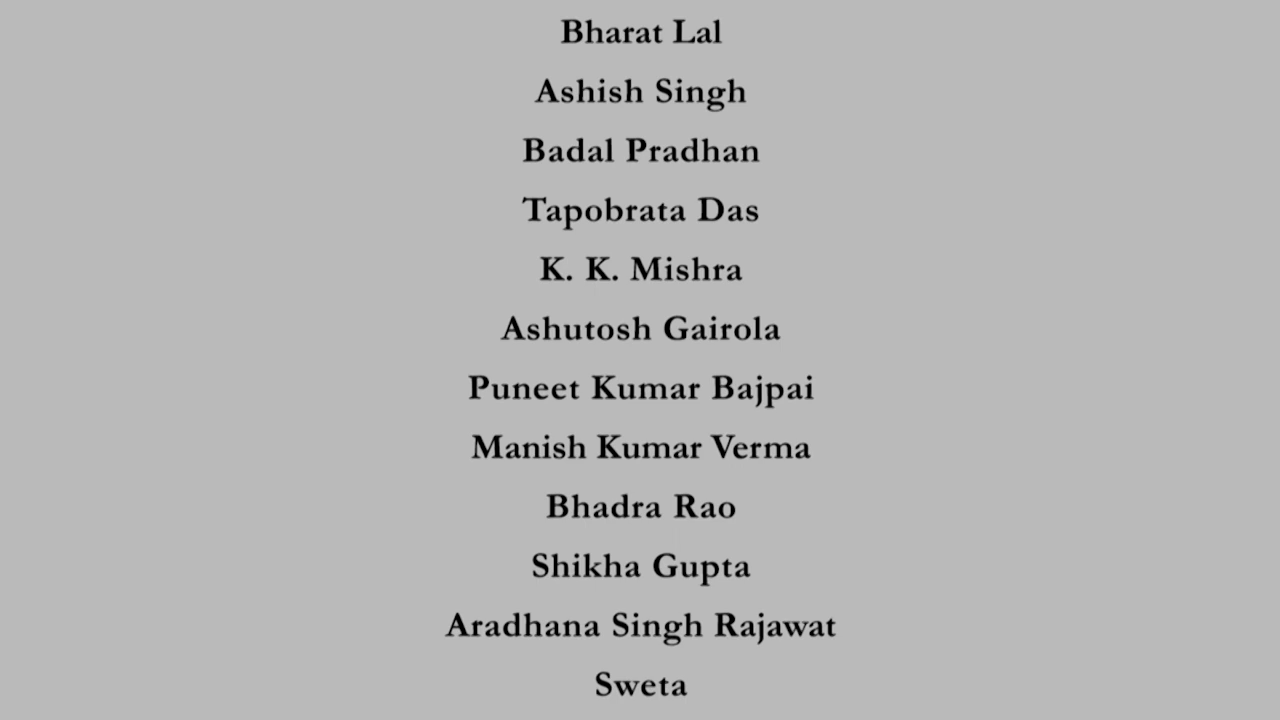 Bharat Lal
Ashish Singh
Badal Pradhan
Tapobrata Das
K. K. Mishra
Ashutosh Gairola
Puneet Kumar Bajpai
Manish Kumar Verma
Bhadra Rao
Shikha Gupta
Aradhana Singh Rajawat
Sweta